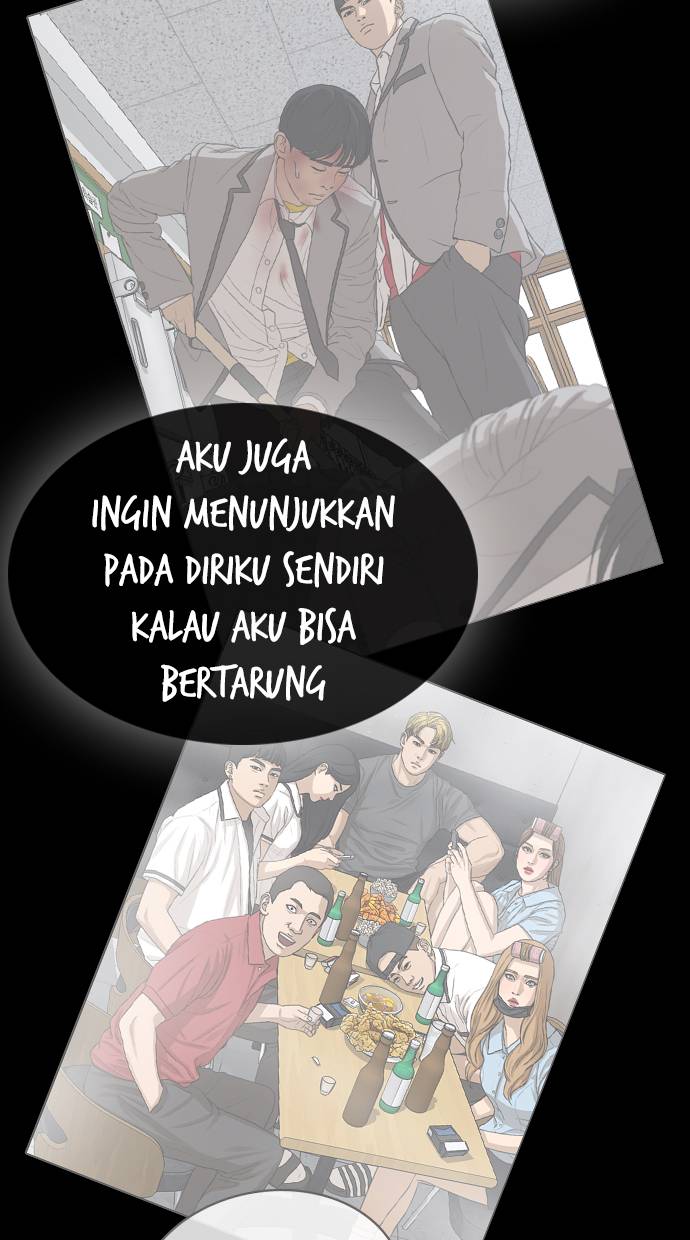 AKU JUGA
INGIN MENUNJUKKAN
PADA DIRIKU SENDIRI
KALAU AKU BISA
BERTARUNG